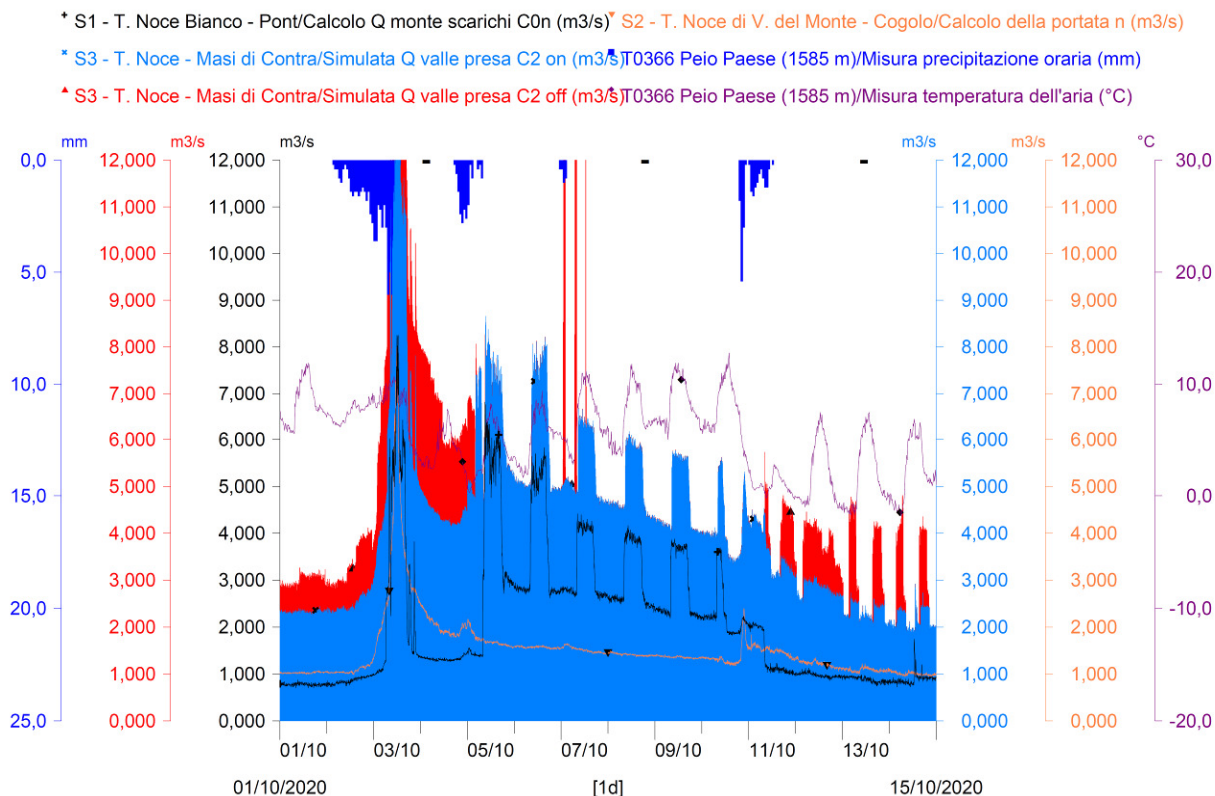 S1 - T. Noce Bianco - Pont/Calcolo Q monte scarichi C0n (m3/s) S2 - T. Noce di V. del Monte - Cogolo/Calcolo della portata n (m3/s)
S3 - T. Noce - Masi di Contra/Simulata Q valle presa C2 on (m3/s) T0366 Peio Paese (1585 m)/Misura precipitazione oraria (mm)
S3 - T. Noce - Masi di Contra/Simulata Q valle presa C2 off (m3/s) T0366 Peio Paese (1585 m)/Misura temperatura dell'aria (°C)
mm m3/s m3/s m3/s m3/s °C
0,0 12,000 12,000 12,000 12,000 30,0
11,000 11,000 11,000 11,000
10,000 10,000 10,000 10,000
5,0 20,0
9,000 9,000 9,000 9,000
8,000 8,000 8,000 8,000
10,0 10,0
7,000 7,000 7,000 7,000
6,000 6,000 6,000 6,000
5,000 5,000 5,000 5,000
15,0 0,0
4,000 4,000 4,000 4,000
3,000 3,000 3,000 3,000
20,0 -10,0
2,000 2,000 2,000 2,000
1,000 1,000 1,000 1,000
25,0 0,000 0,000 0,000 0,000 -20,0
01/10 03/10 05/10 07/10 09/10 11/10 13/10
01/10/2020 [1d] 15/10/2020